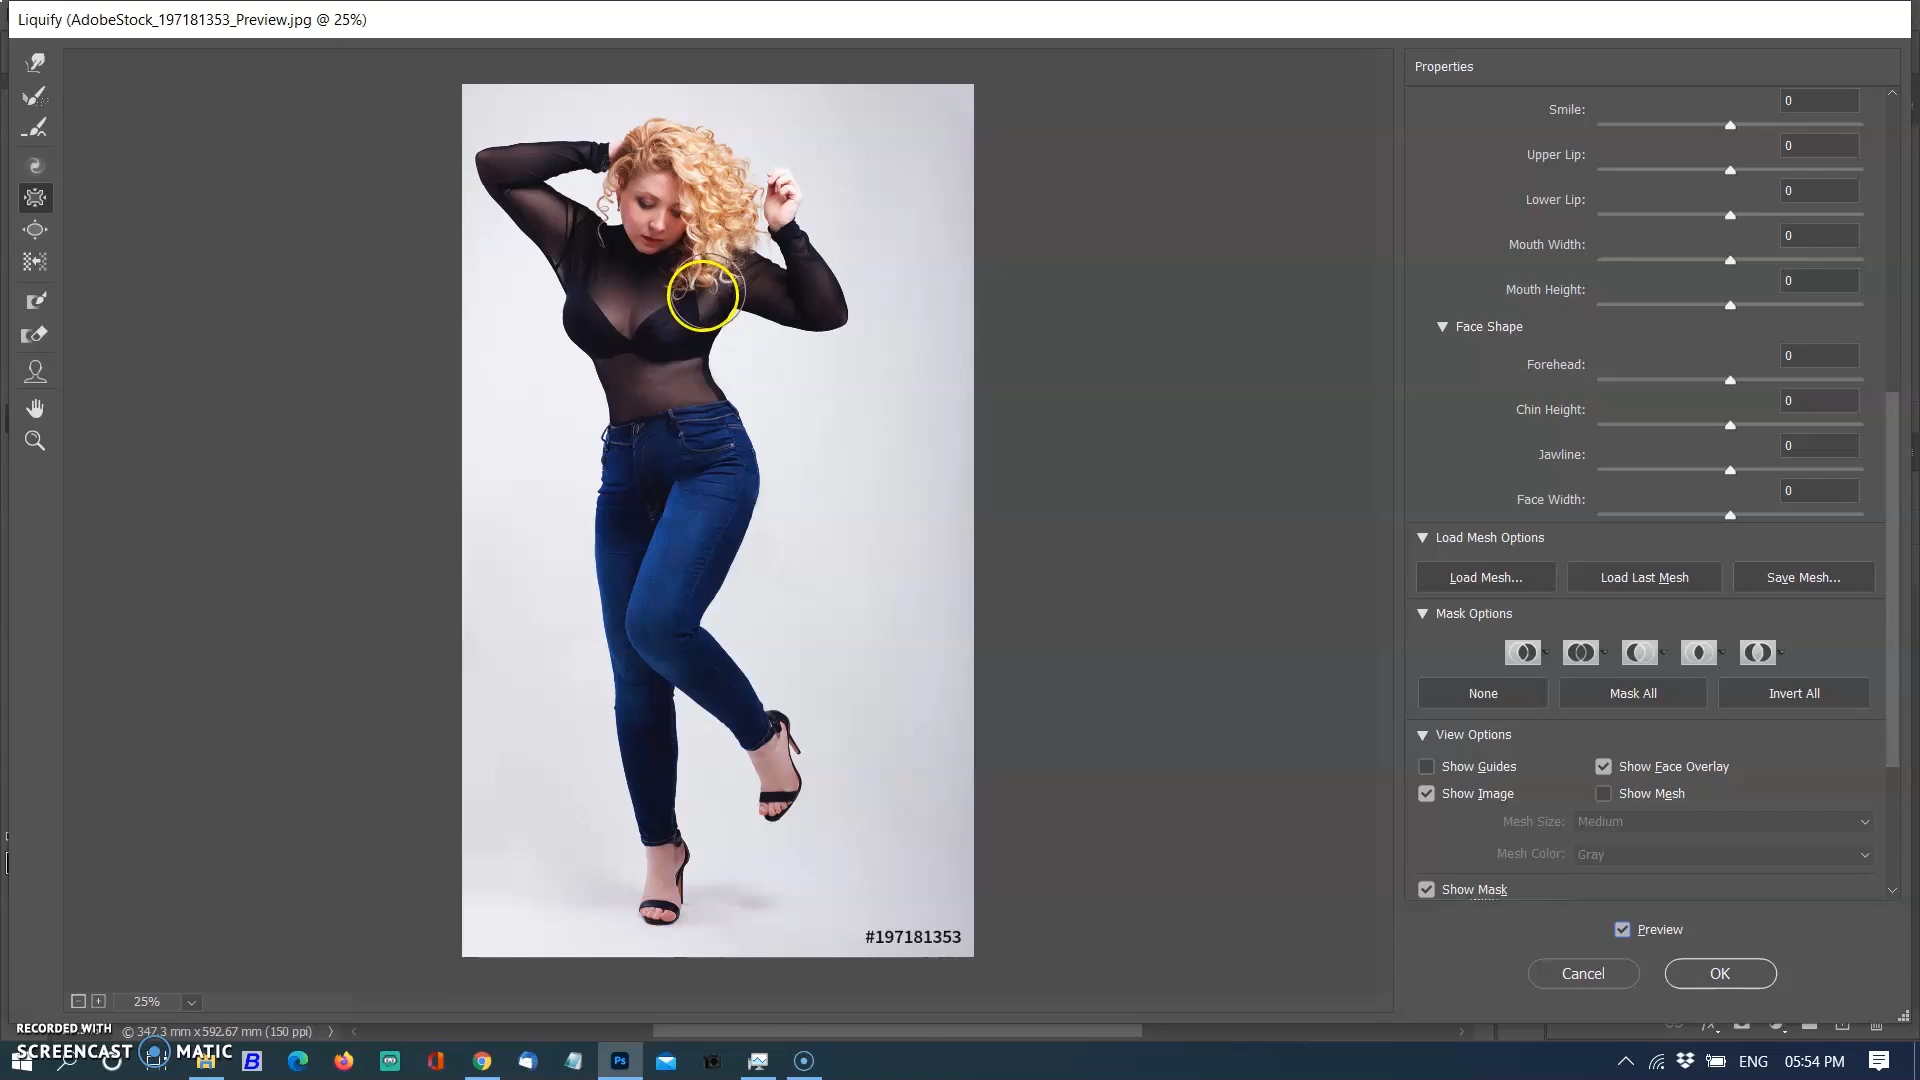 Liquify (AdobeStock_197181353_Preview.jpg @ 25%)
Properties
Smile: 0
Upper Lip: 0
Lower Lip: 0
Mouth Width: 0
Mouth Height: 0
Face Shape
Forehead: 0
Chin Height: 0
Jawline: 0
Face Width: 0
Load Mesh Options
Load Mesh... Load Last Mesh Save Mesh...
Mask Options
None Mask All Invert All
View Options
Show Guides Show Face Overlay
Show Image Show Mesh
Mesh Size: Medium
Mesh Color: Gray
Show Mask
#197181353
Preview
Cancel OK
25%
RECORDED WITH
SCREENCAST MATIC
347.3 mm x 592.67 mm (150 ppi)
B
Ps
ENG 05:54 PM